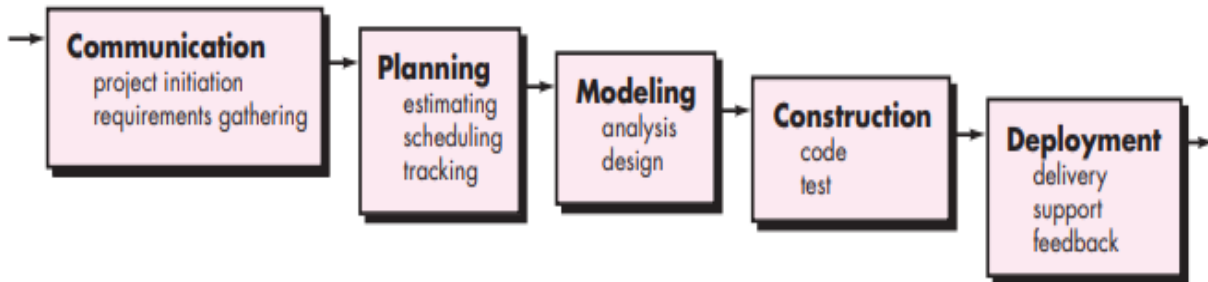 Communication
project initiation
requirements gathering
Planning
estimating
scheduling
tracking
Modeling
analysis
design
Construction
code
test
Deployment
delivery
support
feedback